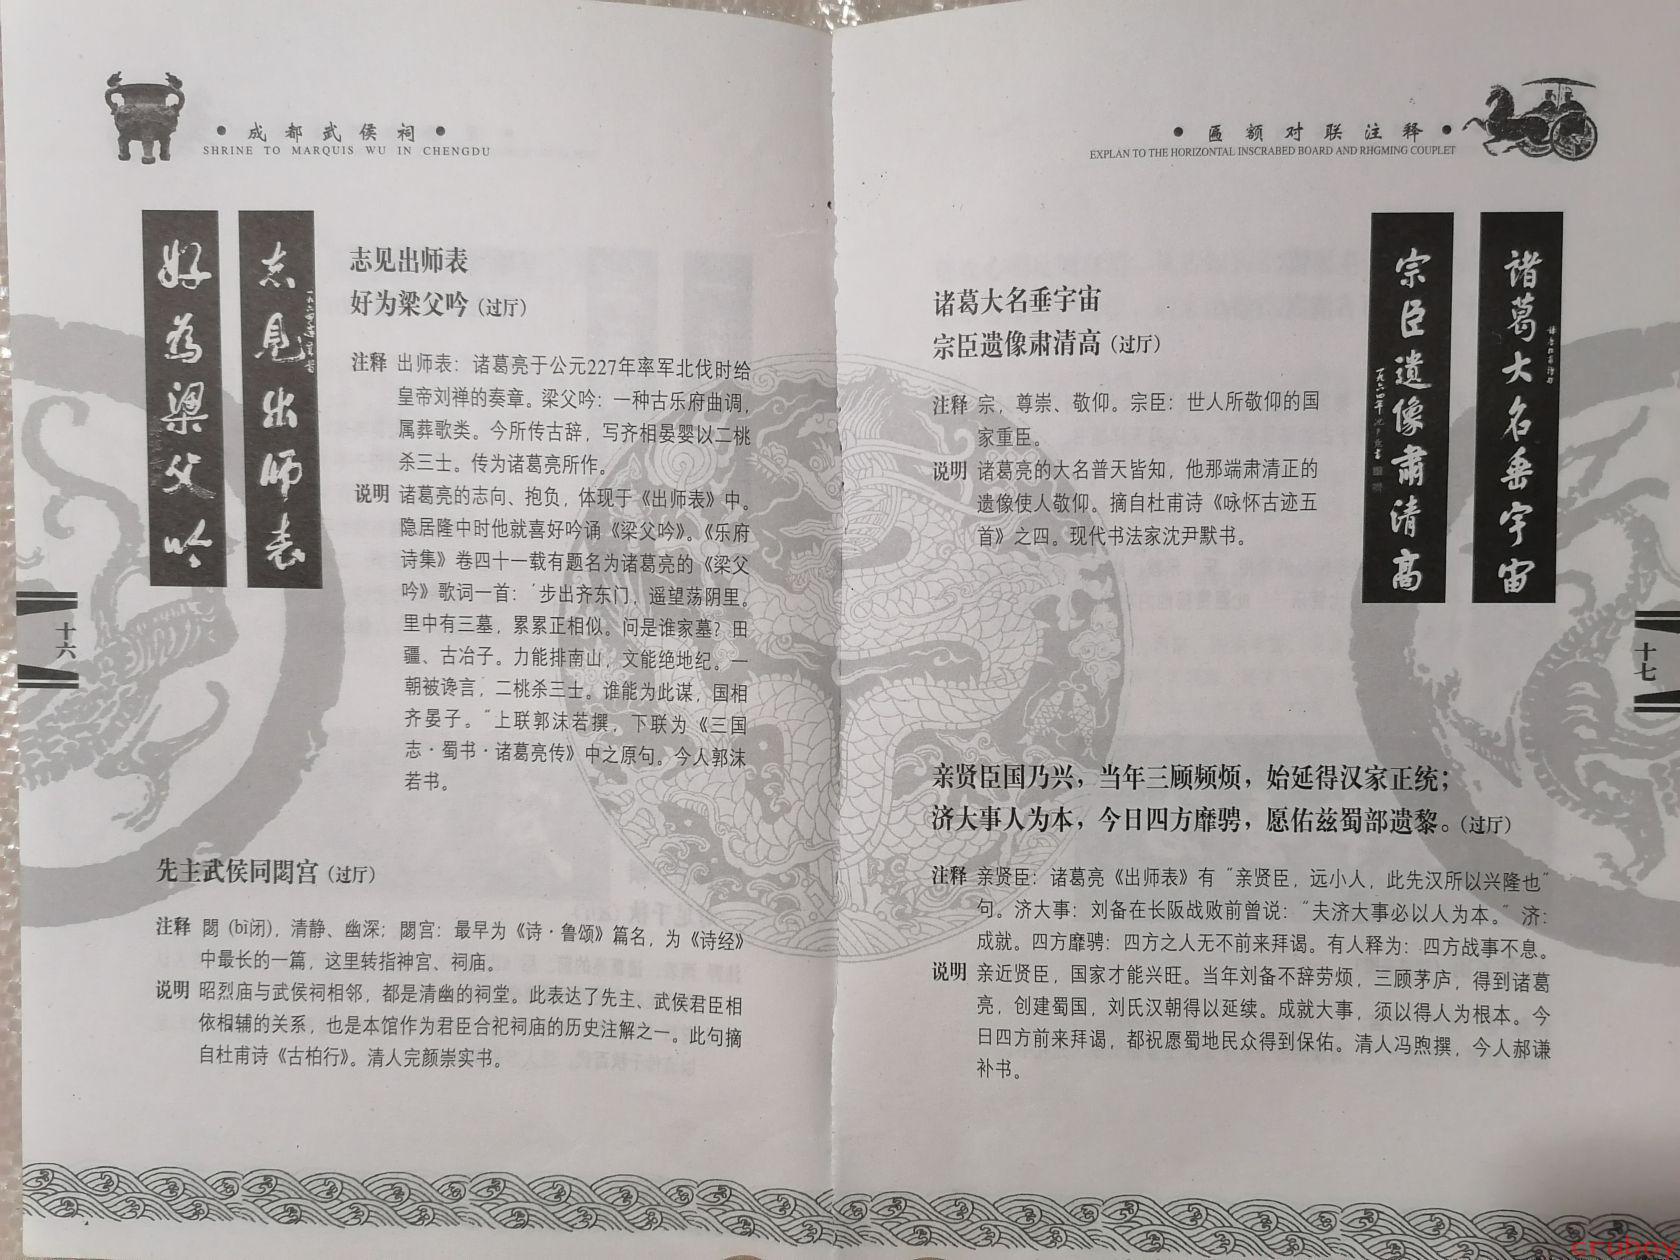 成都武侯祠
SHRINE TO MARQUIS WU IN CHENGDU
志见出师表
好为梁父吟
志见出师表
好为梁父吟（过厅）
注释 出师表：诸葛亮于公元227年率军北伐时给
皇帝刘禅的奏章。梁父吟：一种古乐府曲调，
属葬歌类。今所传古辞，写齐相晏婴以二桃
杀三士。传为诸葛亮所作。
说明 诸葛亮的志向、抱负，体现于《出师表》中。
隐居隆中时他就喜好吟诵《梁父吟》。《乐府
诗集》卷四十一载有题名为诸葛亮的《梁父
吟》歌词一首：“步出齐东门，遥望荡阴里。
里中有三墓，累累正相似。问是谁家墓？田
疆、古冶子。力能排南山，文能绝地纪。一
朝被谗言，二桃杀三士。谁能为此谋，国相
齐晏子。”上联郭沫若撰，下联为《三国
志·蜀书·诸葛亮传》中之原句。今人郭沫
若书。
十六
先主武侯同閟宫（过厅）
注释 閟（bì闭)，清静、幽深；閟宫：最早为《诗·鲁颂》篇名，为《诗经》
中最长的一篇，这里转指神宫、祠庙。
说明 昭烈庙与武侯祠相邻，都是清幽的祠堂。此表达了先主、武侯君臣相
依相辅的关系，也是本馆作为君臣合祀祠庙的历史注解之一。此句摘
自杜甫诗《古柏行》。清人完颜崇实书。
匾额对联注释
EXPLAN TO THE HORIZONTAL INSCRABED BOARD AND RHGMING COUPLET
諸葛大名垂宇宙
宗臣遺像肅清高
一九六四年沈尹默書
诸葛大名垂宇宙
宗臣遗像肃清高（过厅）
注释 宗，尊崇、敬仰。宗臣：世人所敬仰的国
家重臣。
说明 诸葛亮的大名普天皆知，他那端肃清正的
遗像使人敬仰。摘自杜甫诗《咏怀古迹五
首》之四。现代书法家沈尹默书。
十七
亲贤臣国乃兴，当年三顾频烦，始延得汉家正统；
济大事人为本，今日四方靡骋，愿佑兹蜀部遗黎。（过厅）
注释 亲贤臣：诸葛亮《出师表》有“亲贤臣，远小人，此先汉所以兴隆也”
句。济大事：刘备在长阪战败前曾说：“夫济大事必以人为本。”济：
成就。四方靡骋：四方之人无不前来拜谒。有人释为：四方战事不息。
说明 亲近贤臣，国家才能兴旺。当年刘备不辞劳烦，三顾茅庐，得到诸葛
亮，创建蜀国，刘氏汉朝得以延续。成就大事，须以得人为根本。今
日四方前来拜谒，都祝愿蜀地民众得到保佑。清人冯煦撰，今人郝谦
补书。